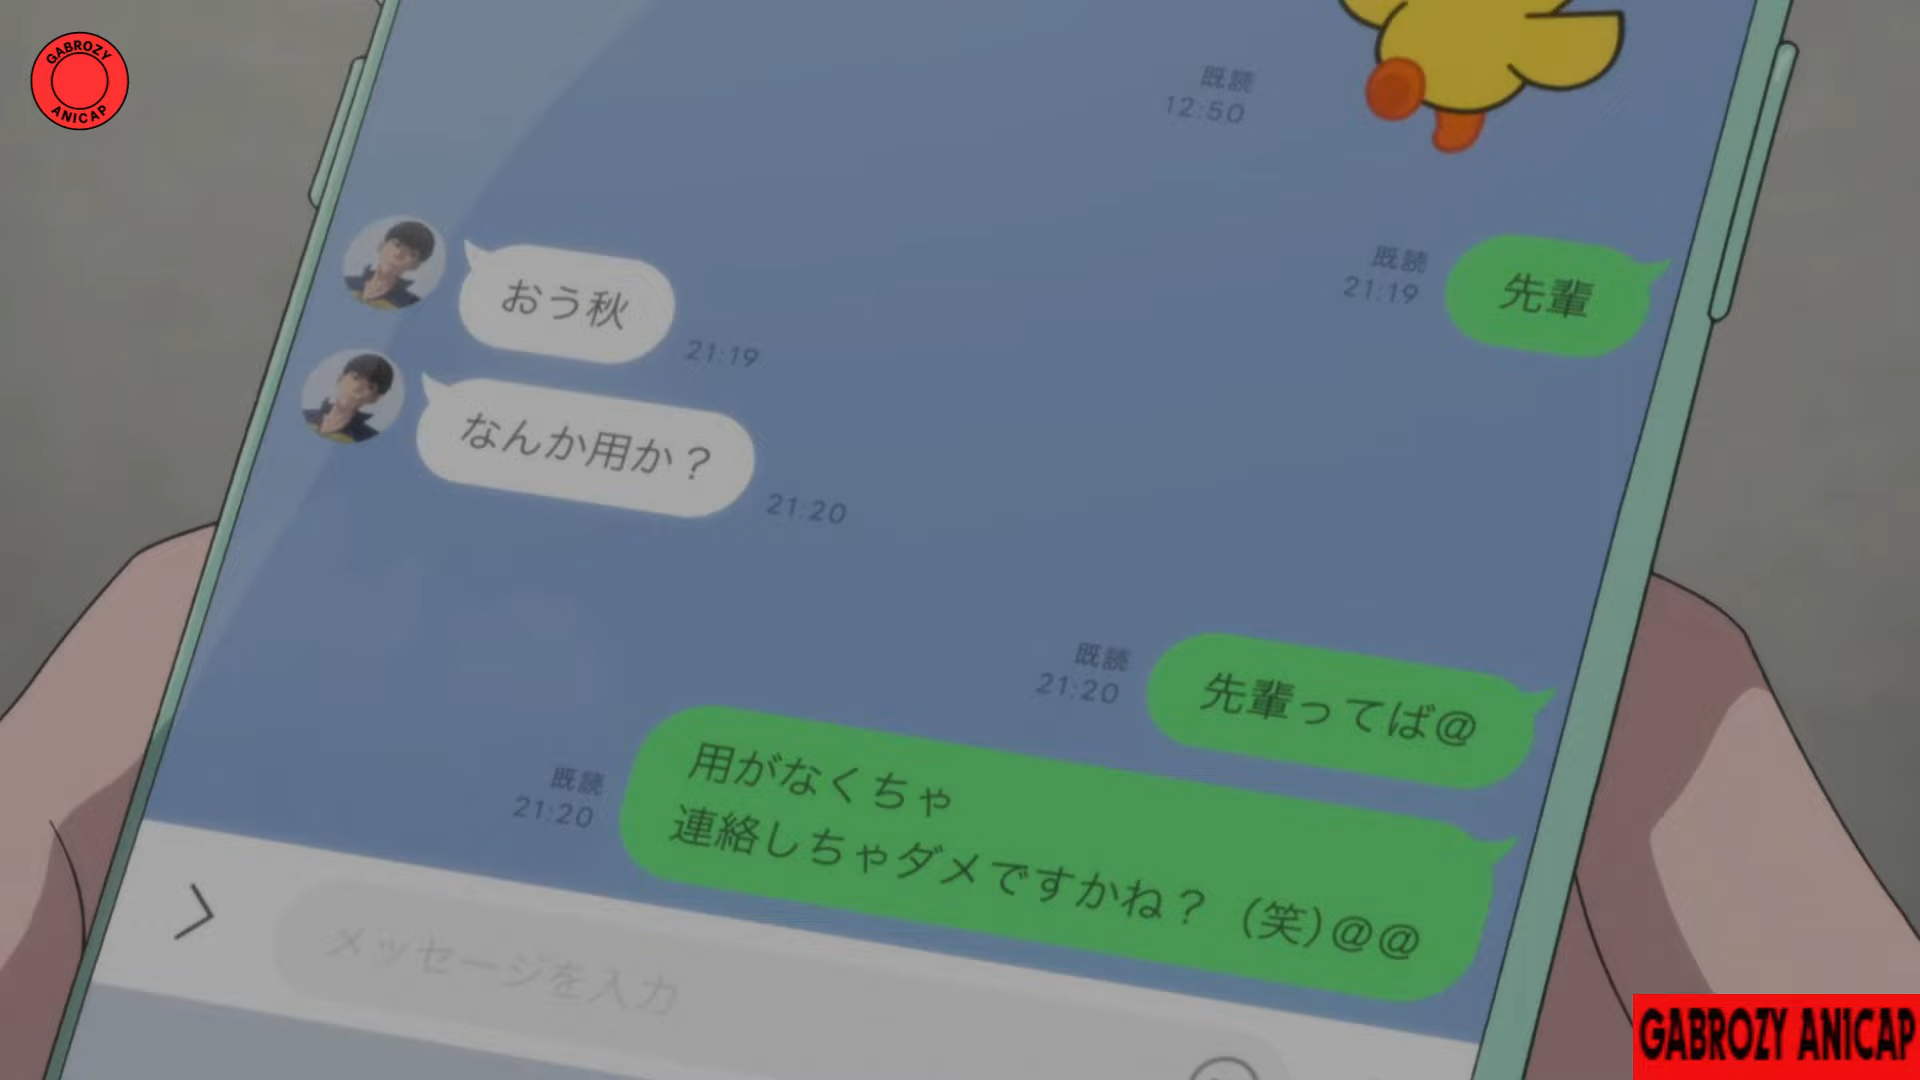 GABROZY
ANICAP
既読
12:50
既読
21:19
先輩
おう秋
21:19
なんか用か？
21:20
既読
21:20
先輩ってば@
既読
21:20
用がなくちゃ
連絡しちゃダメですかね？（笑）@@
メッセージを入力
GABROZY ANICAP